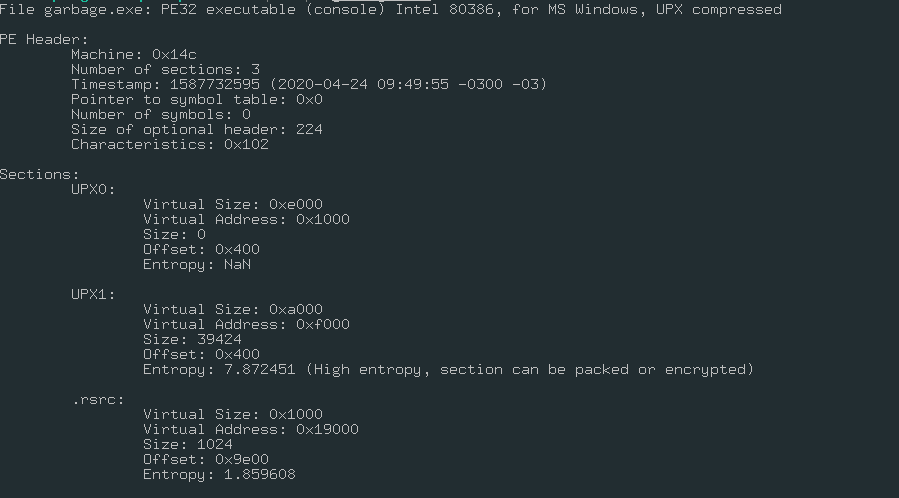 File garbage.exe: PE32 executable (console) Intel 80386, for MS Windows, UPX compressed
PE Header:
Machine: 0x14c
Number of sections: 3
Timestamp: 1587732595 (2020-04-24 09:49:55 -0300 -03)
Pointer to symbol table: 0x0
Number of symbols: 0
Size of optional header: 224
Characteristics: 0x102
Sections:
UPX0:
Virtual Size: 0xe000
Virtual Address: 0x1000
Size: 0
Offset: 0x400
Entropy: NaN
UPX1:
Virtual Size: 0xa000
Virtual Address: 0xf000
Size: 39424
Offset: 0x400
Entropy: 7.872451 (High entropy, section can be packed or encrypted)
.rsrc:
Virtual Size: 0x1000
Virtual Address: 0x19000
Size: 1024
Offset: 0x9e00
Entropy: 1.859608